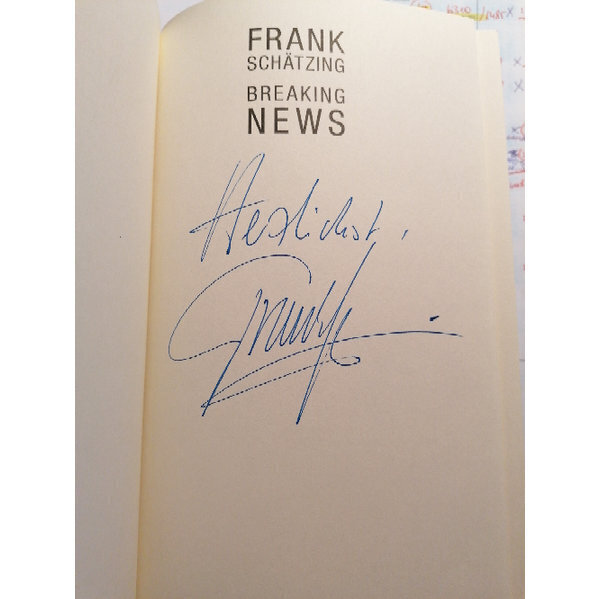 FRANK
SCHÄTZING
BREAKING
NEWS
Herzlichst,